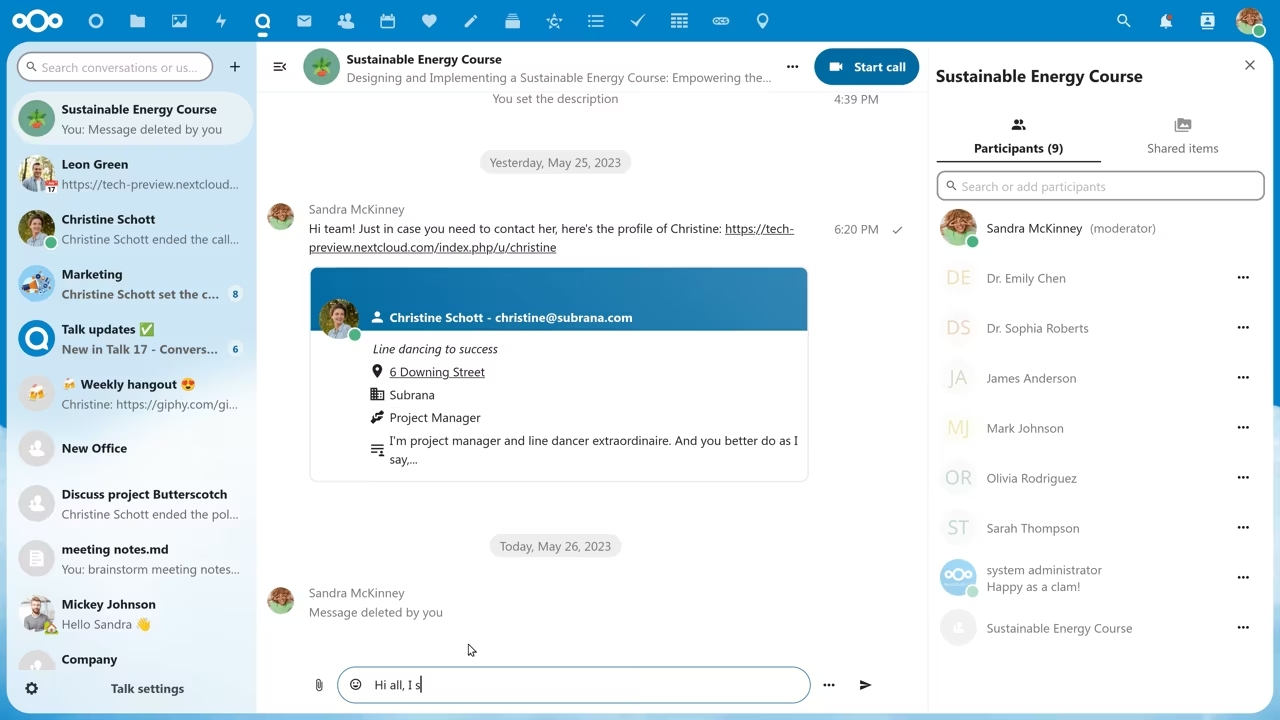 Search conversations or us...
Sustainable Energy Course
You: Message deleted by you
Leon Green
https://tech-preview.nextcloud...
Christine Schott
Christine Schott ended the call...
Marketing
Christine Schott set the c...
8
Talk updates ✅
New in Talk 17 - Convers...
6
🍻 Weekly hangout 😍
Christine: https://giphy.com/gi...
New Office
Discuss project Butterscotch
Christine Schott ended the pol...
meeting notes.md
You: brainstorm meeting notes...
Mickey Johnson
Hello Sandra 👋
Company
Talk settings
Sustainable Energy Course
Designing and Implementing a Sustainable Energy Course: Empowering the...
Start call
You set the description
4:39 PM
Yesterday, May 25, 2023
Sandra McKinney
Hi team! Just in case you need to contact her, here's the profile of Christine: https://tech-
preview.nextcloud.com/index.php/u/christine
6:20 PM
Christine Schott - christine@subrana.com
Line dancing to success
6 Downing Street
Subrana
Project Manager
I'm project manager and line dancer extraordinaire. And you better do as I
say,...
Today, May 26, 2023
Sandra McKinney
Message deleted by you
Hi all, I s
Sustainable Energy Course
Participants (9)
Shared items
Search or add participants
Sandra McKinney (moderator)
DE
Dr. Emily Chen
DS
Dr. Sophia Roberts
JA
James Anderson
MJ
Mark Johnson
OR
Olivia Rodriguez
ST
Sarah Thompson
system administrator
Happy as a clam!
Sustainable Energy Course